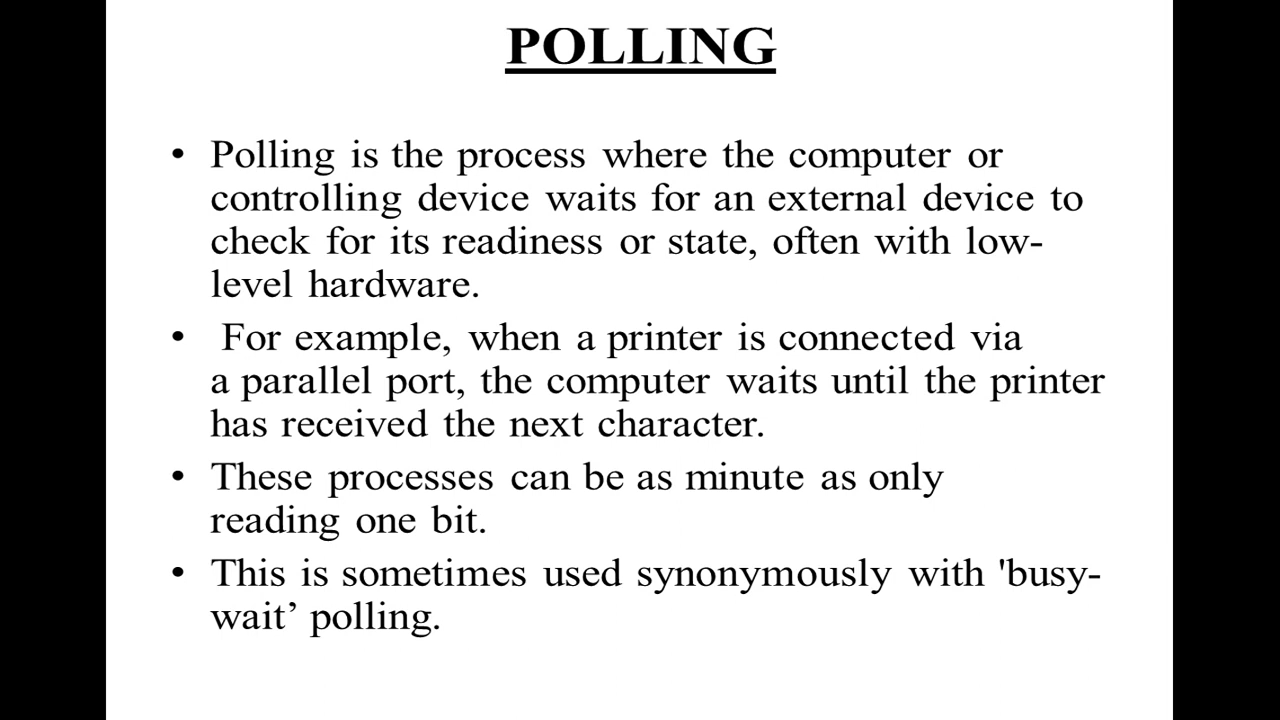 POLLING
• Polling is the process where the computer or
controlling device waits for an external device to
check for its readiness or state, often with low-
level hardware.
• For example, when a printer is connected via
a parallel port, the computer waits until the printer
has received the next character.
• These processes can be as minute as only
reading one bit.
• This is sometimes used synonymously with 'busy-
wait’ polling.